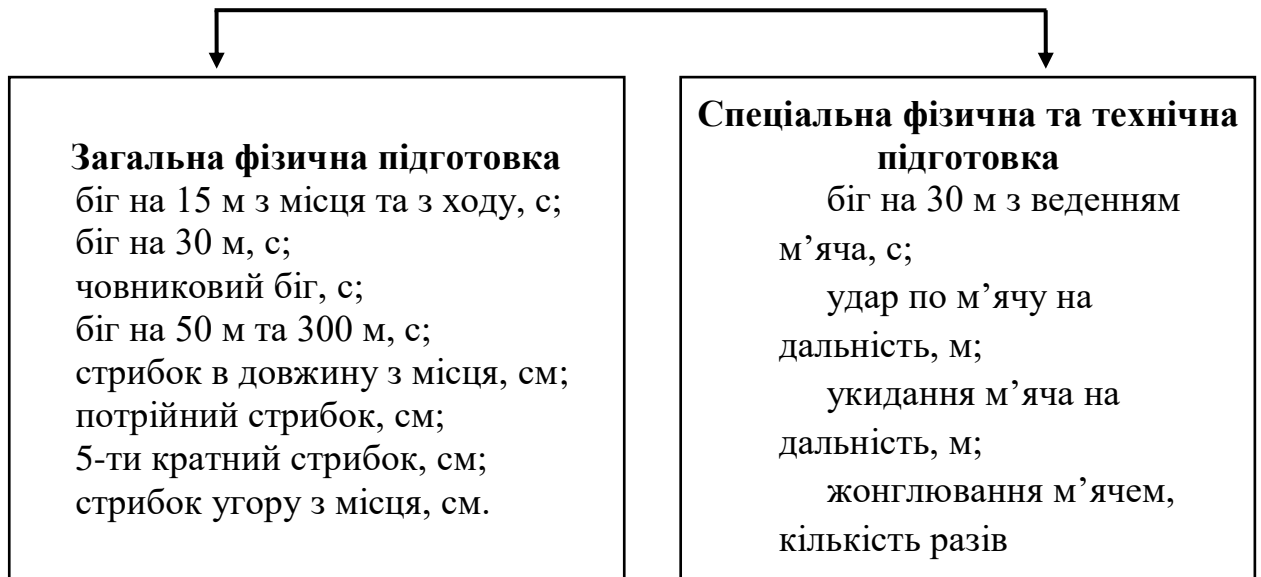 Загальна фізична підготовка
біг на 15 м з місця та з ходу, с;
біг на 30 м, с;
човниковий біг, с;
біг на 50 м та 300 м, с;
стрибок в довжину з місця, см;
потрійний стрибок, см;
5-ти кратний стрибок, см;
стрибок угору з місця, см.
Спеціальна фізична та технічна
підготовка
біг на 30 м з веденням
м’яча, с;
удар по м’ячу на
дальність, м;
укидання м’яча на
дальність, м;
жонглювання м’ячем,
кількість разів